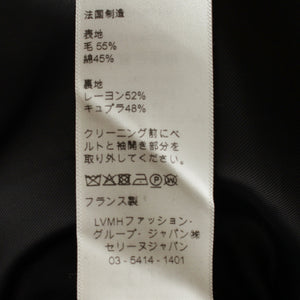 法国制造
表地
毛 55%
綿45%
裏地
レーヨン52%
キュプラ48%
クリーニング前にベ
ルトと袖開き部分を
取り外してください。
フランス製
LVMHファッション・
グループ・ジャパン㈱
セリーヌジャパン
03 - 5414 - 1401